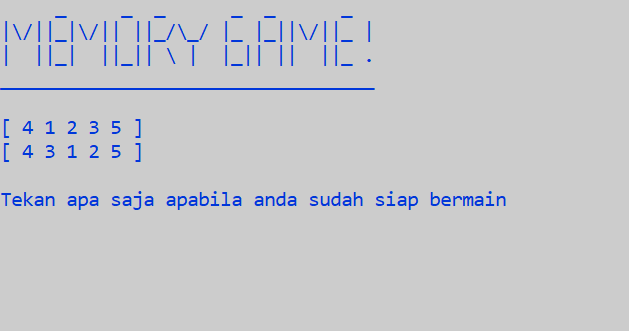 MEMORY GAME
[ 4 1 2 3 5 ]
[ 4 3 1 2 5 ]
Tekan apa saja apabila anda sudah siap bermain